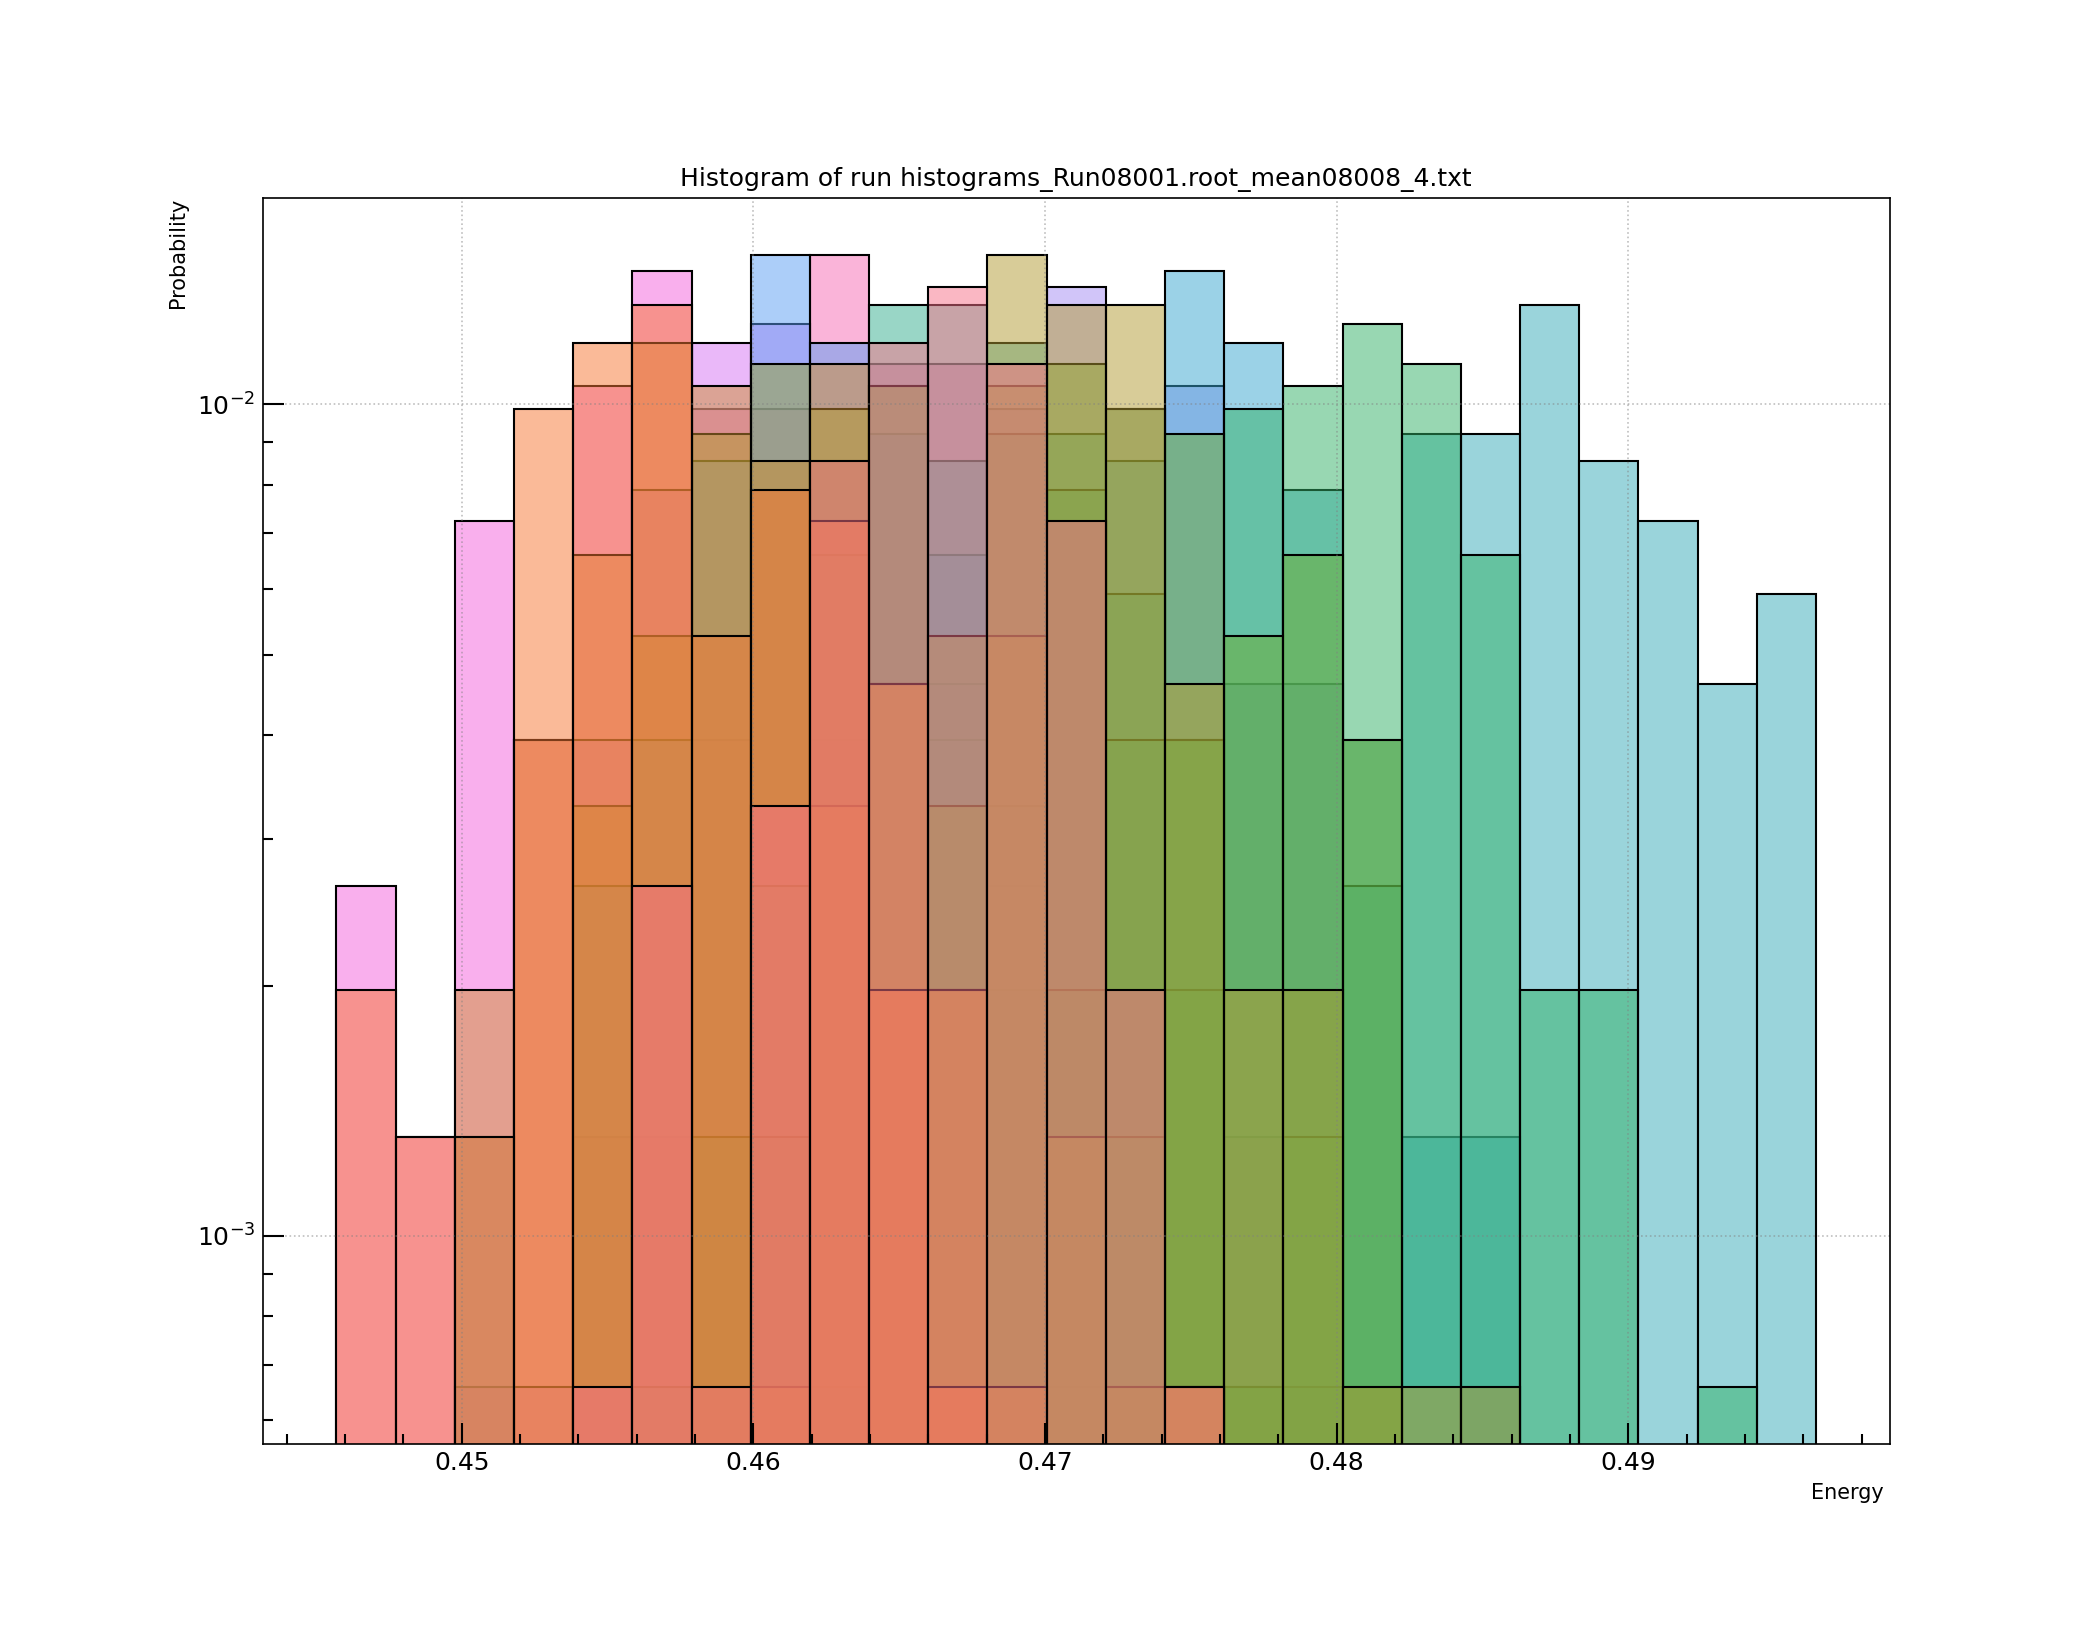 Histogram of run histograms_Run08001.root_mean08008_4.txt
Probability
10⁻²
10⁻³
0.45 0.46 0.47 0.48 0.49
Energy